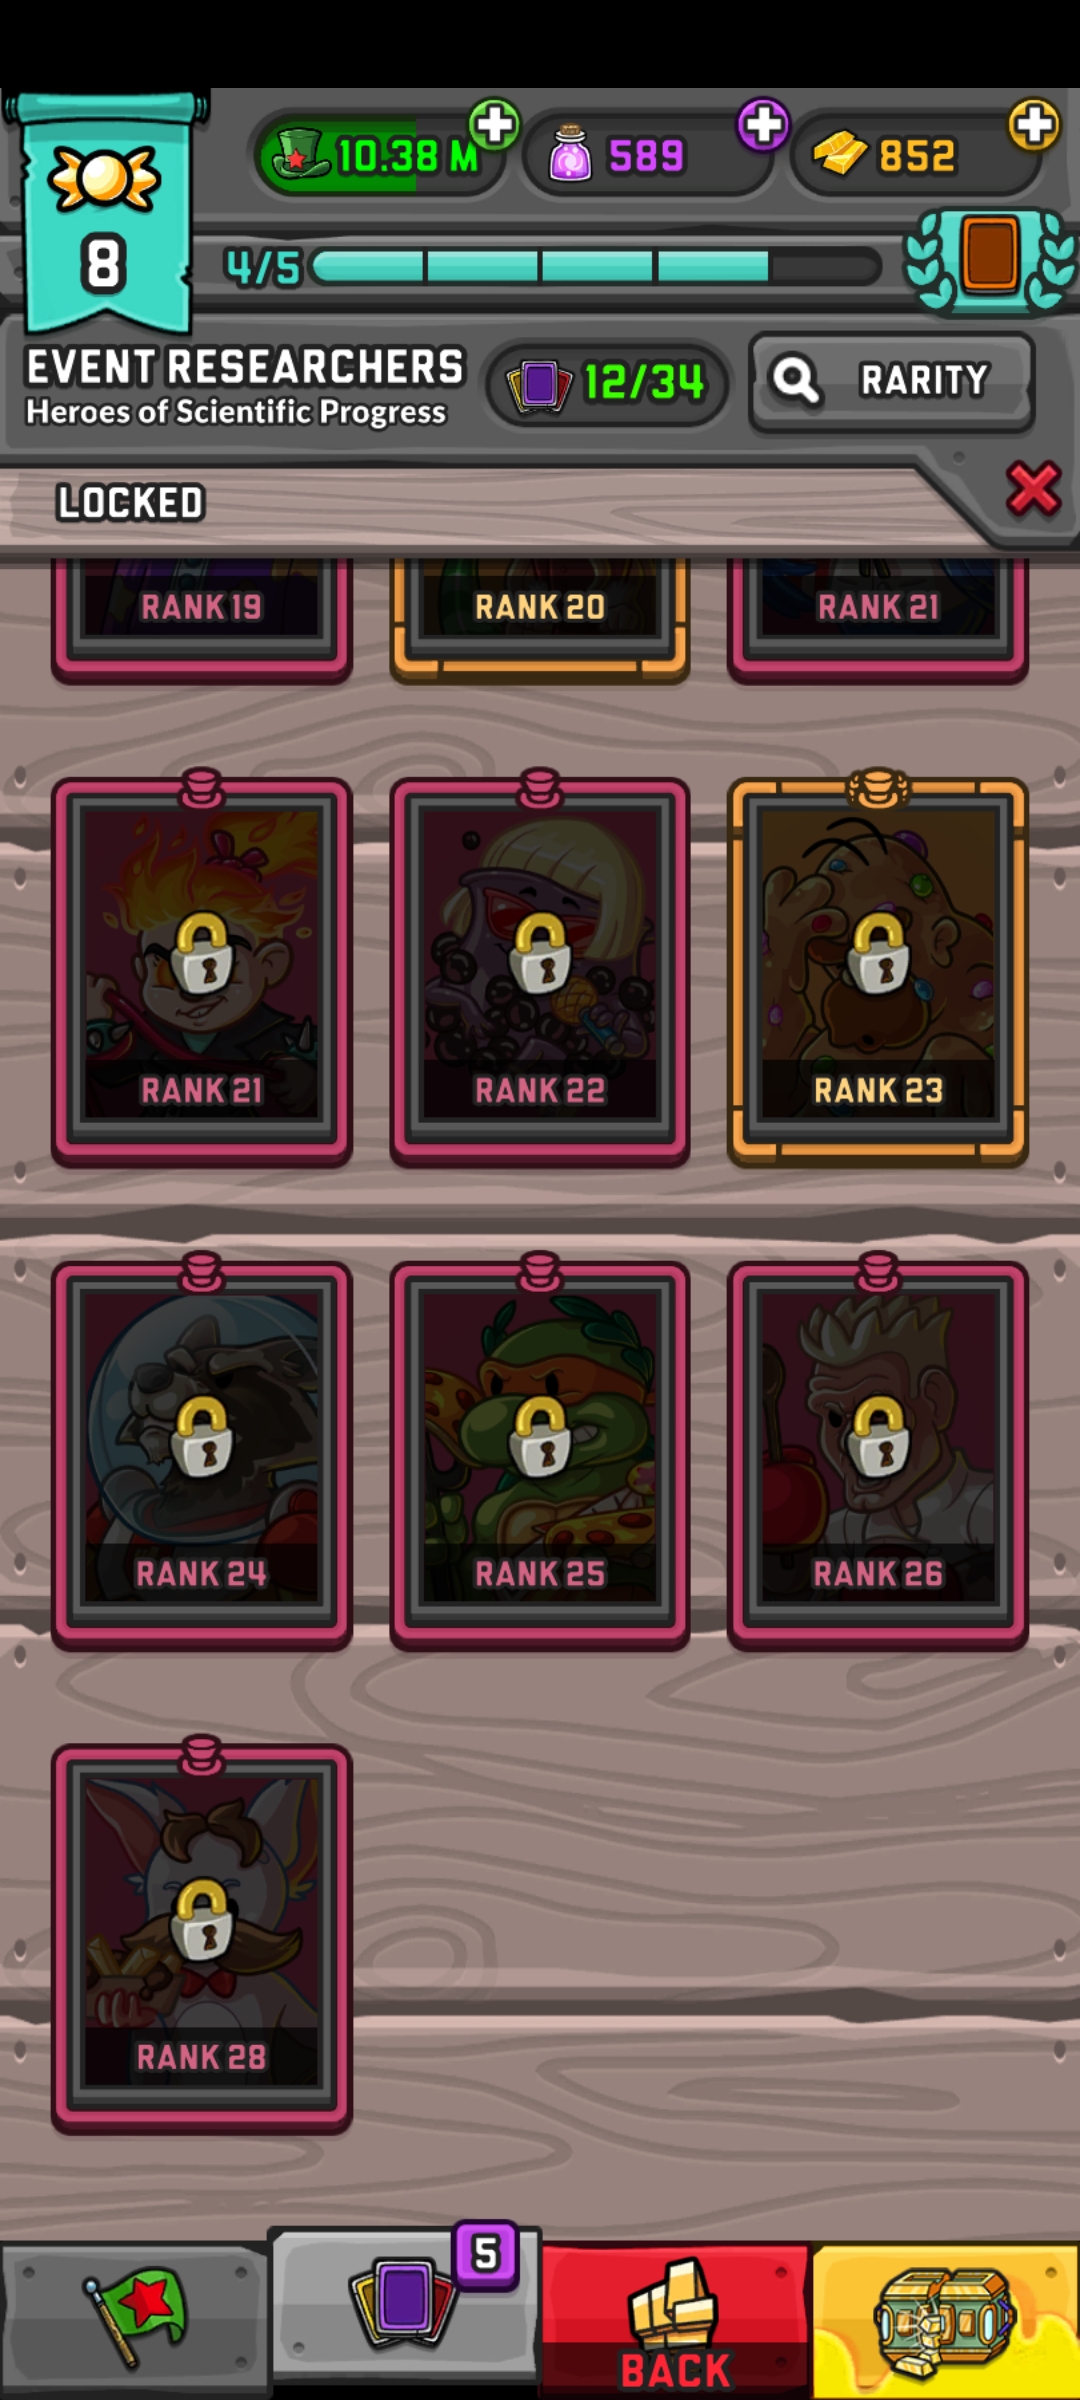 10.38 M 589 852
8
4/5
EVENT RESEARCHERS
Heroes of Scientific Progress
12/34
RARITY
LOCKED
RANK 19 RANK 20 RANK 21
RANK 21 RANK 22 RANK 23
RANK 24 RANK 25 RANK 26
RANK 28
5
BACK